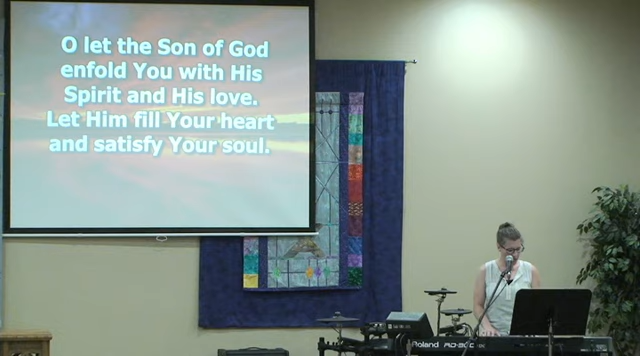 O let the Son of God
enfold You with His
Spirit and His love.
Let Him fill Your heart
and satisfy Your soul.
Roland